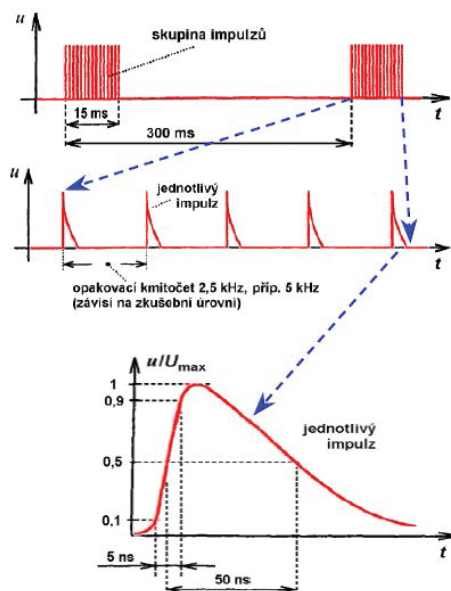 u
skupina impulzů
15 ms
t
300 ms
u
jednotlivý
impulz
t
opakovací kmitočet 2,5 kHz, příp. 5 kHz
(závisí na zkušební úrovni)
u/Umax
1
0,9
jednotlivý
impulz
0,5
0,1
t
5 ns
50 ns